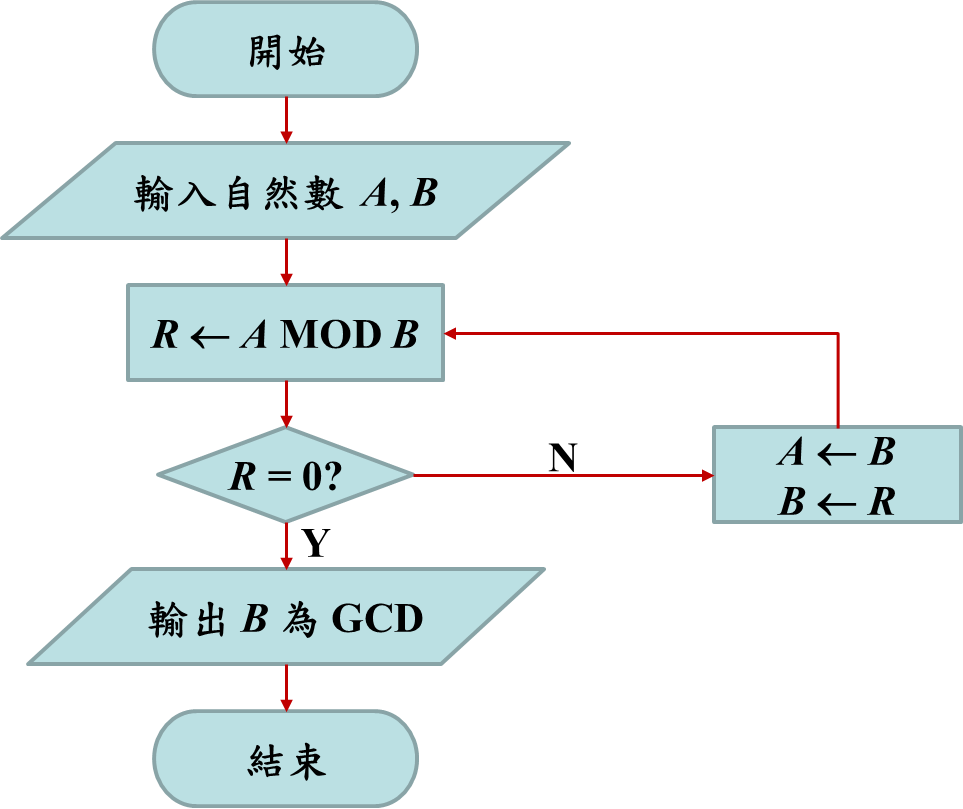 開始
輸入自然數 A, B
R ← A MOD B
R = 0?
N
A ← B
B ← R
Y
輸出 B 為 GCD
結束